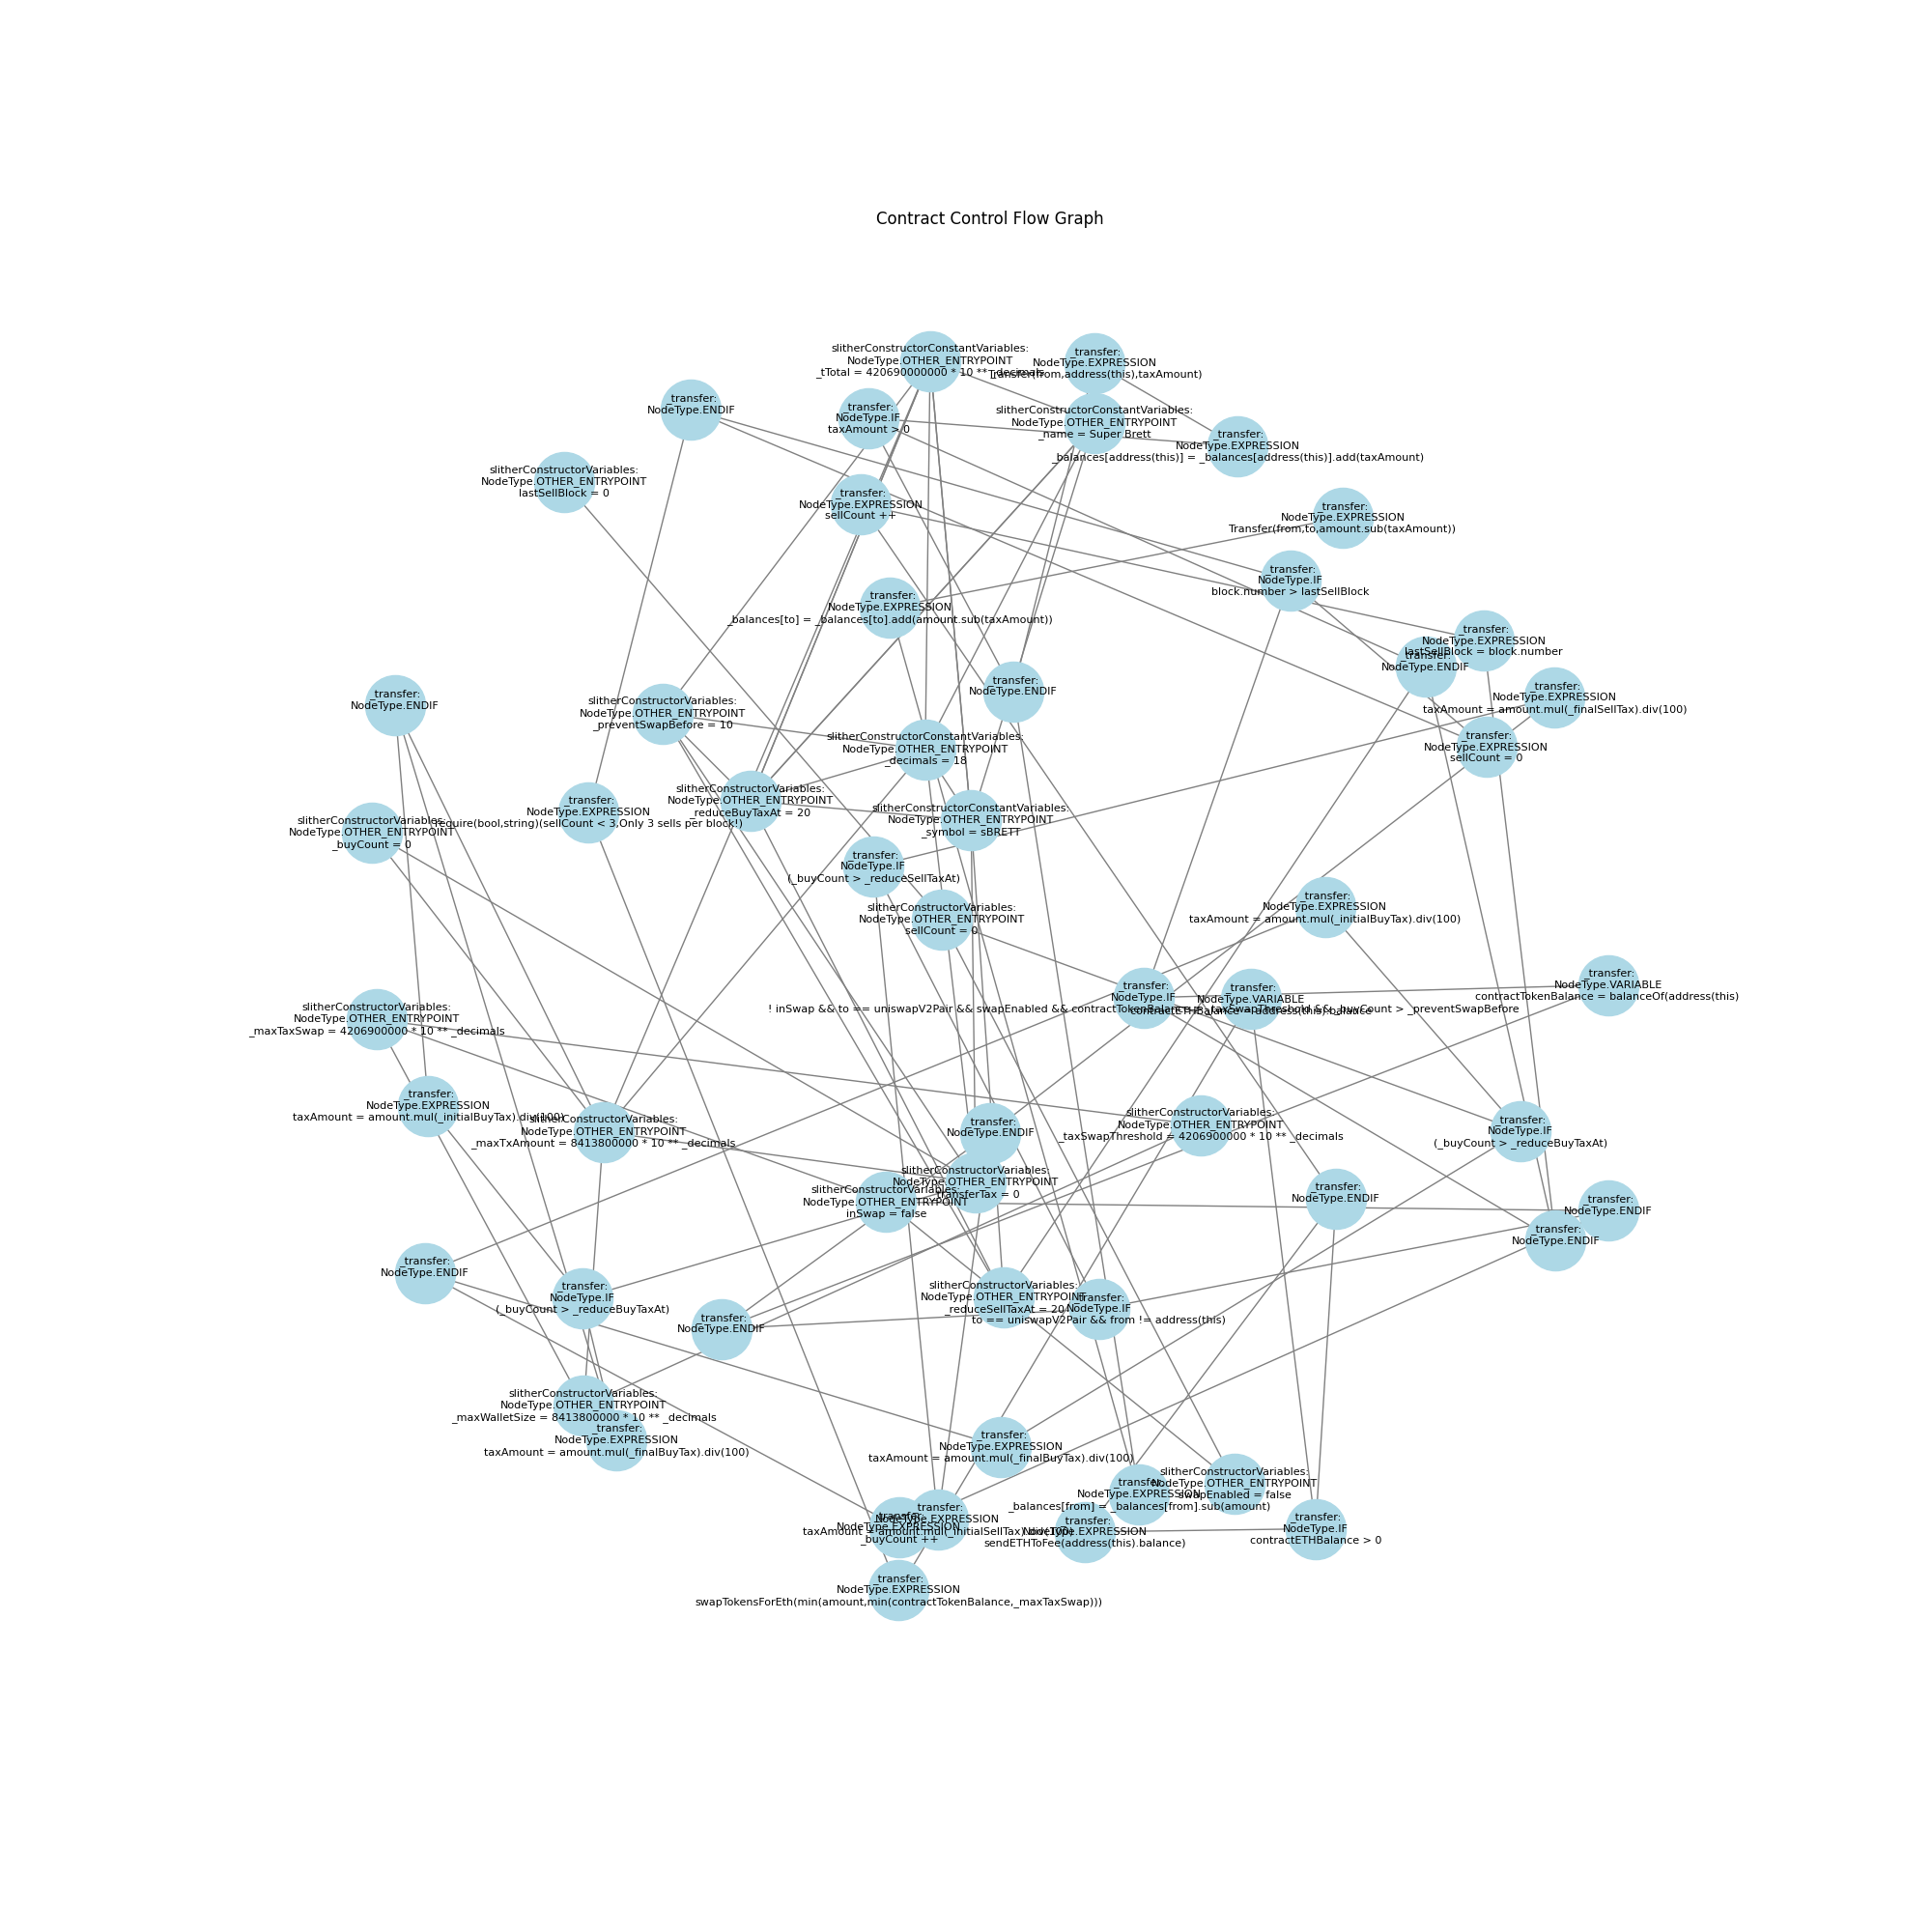 Contract Control Flow Graph
slitherConstructorConstantVariables:
NodeType.OTHER_ENTRYPOINT
_tTotal = 420690000000 * 10 ** _decimals
_transfer:
NodeType.EXPRESSION
Transfer(from,address(this),taxAmount)
_transfer:
NodeType.ENDIF
_transfer:
NodeType.IF
taxAmount > 0
slitherConstructorConstantVariables:
NodeType.OTHER_ENTRYPOINT
_name = Super Brett
_transfer:
NodeType.EXPRESSION
_balances[address(this)] = _balances[address(this)].add(taxAmount)
slitherConstructorVariables:
NodeType.OTHER_ENTRYPOINT
lastSellBlock = 0
_transfer:
NodeType.EXPRESSION
sellCount ++
_transfer:
NodeType.EXPRESSION
Transfer(from,to,amount.sub(taxAmount))
_transfer:
NodeType.IF
block.number > lastSellBlock
_transfer:
NodeType.EXPRESSION
_balances[to] = _balances[to].add(amount.sub(taxAmount))
_transfer:
NodeType.EXPRESSION
lastSellBlock = block.number
_transfer:
NodeType.ENDIF
_transfer:
NodeType.ENDIF
_transfer:
NodeType.EXPRESSION
taxAmount = amount.mul(_finalSellTax).div(100)
_transfer:
NodeType.ENDIF
slitherConstructorVariables:
NodeType.OTHER_ENTRYPOINT
_preventSwapBefore = 10
slitherConstructorConstantVariables:
NodeType.OTHER_ENTRYPOINT
_decimals = 18
_transfer:
NodeType.EXPRESSION
sellCount = 0
slitherConstructorVariables:
NodeType.OTHER_ENTRYPOINT
_reduceBuyTaxAt = 20
_transfer:
NodeType.EXPRESSION
require(bool,string)(sellCount < 3,Only 3 sells per block!)
slitherConstructorConstantVariables:
NodeType.OTHER_ENTRYPOINT
_symbol = sBRETT
slitherConstructorVariables:
NodeType.OTHER_ENTRYPOINT
_buyCount = 0
_transfer:
NodeType.IF
(_buyCount > _reduceSellTaxAt)
slitherConstructorVariables:
NodeType.OTHER_ENTRYPOINT
sellCount = 0
_transfer:
NodeType.EXPRESSION
taxAmount = amount.mul(_initialBuyTax).div(100)
_transfer:
NodeType.VARIABLE
contractTokenBalance = balanceOf(address(this)
_transfer:
NodeType.IF
! inSwap && to == uniswapV2Pair && swapEnabled && contractTokenBalance > _taxSwapThreshold && _buyCount > _preventSwapBefore
_transfer:
NodeType.VARIABLE
contractETHBalance = address(this).balance
slitherConstructorVariables:
NodeType.OTHER_ENTRYPOINT
_maxTaxSwap = 4206900000 * 10 ** _decimals
_transfer:
NodeType.EXPRESSION
taxAmount = amount.mul(_initialBuyTax).div(100)
slitherConstructorVariables:
NodeType.OTHER_ENTRYPOINT
_maxTxAmount = 8413800000 * 10 ** _decimals
_transfer:
NodeType.ENDIF
slitherConstructorVariables:
NodeType.OTHER_ENTRYPOINT
_taxSwapThreshold = 4206900000 * 10 ** _decimals
_transfer:
NodeType.IF
(_buyCount > _reduceBuyTaxAt)
slitherConstructorVariables:
NodeType.OTHER_ENTRYPOINT
transferTax = 0
slitherConstructorVariables:
NodeType.OTHER_ENTRYPOINT
inSwap = false
_transfer:
NodeType.ENDIF
_transfer:
NodeType.ENDIF
_transfer:
NodeType.ENDIF
_transfer:
NodeType.ENDIF
_transfer:
NodeType.IF
(_buyCount > _reduceBuyTaxAt)
slitherConstructorVariables:
NodeType.OTHER_ENTRYPOINT
_reduceSellTaxAt = 20
_transfer:
NodeType.IF
to == uniswapV2Pair && from != address(this)
_transfer:
NodeType.ENDIF
slitherConstructorVariables:
NodeType.OTHER_ENTRYPOINT
_maxWalletSize = 8413800000 * 10 ** _decimals
_transfer:
NodeType.EXPRESSION
taxAmount = amount.mul(_finalBuyTax).div(100)
_transfer:
NodeType.EXPRESSION
taxAmount = amount.mul(_finalBuyTax).div(100)
_transfer:
NodeType.EXPRESSION
_balances[from] = _balances[from].sub(amount)
slitherConstructorVariables:
NodeType.OTHER_ENTRYPOINT
swapEnabled = false
_transfer:
NodeType.EXPRESSION
taxAmount = amount.mul(_initialSellTax).div(100)
_transfer:
NodeType.EXPRESSION
_buyCount ++
_transfer:
NodeType.EXPRESSION
sendETHToFee(address(this).balance)
_transfer:
NodeType.IF
contractETHBalance > 0
_transfer:
NodeType.EXPRESSION
swapTokensForEth(min(amount,min(contractTokenBalance,_maxTaxSwap)))